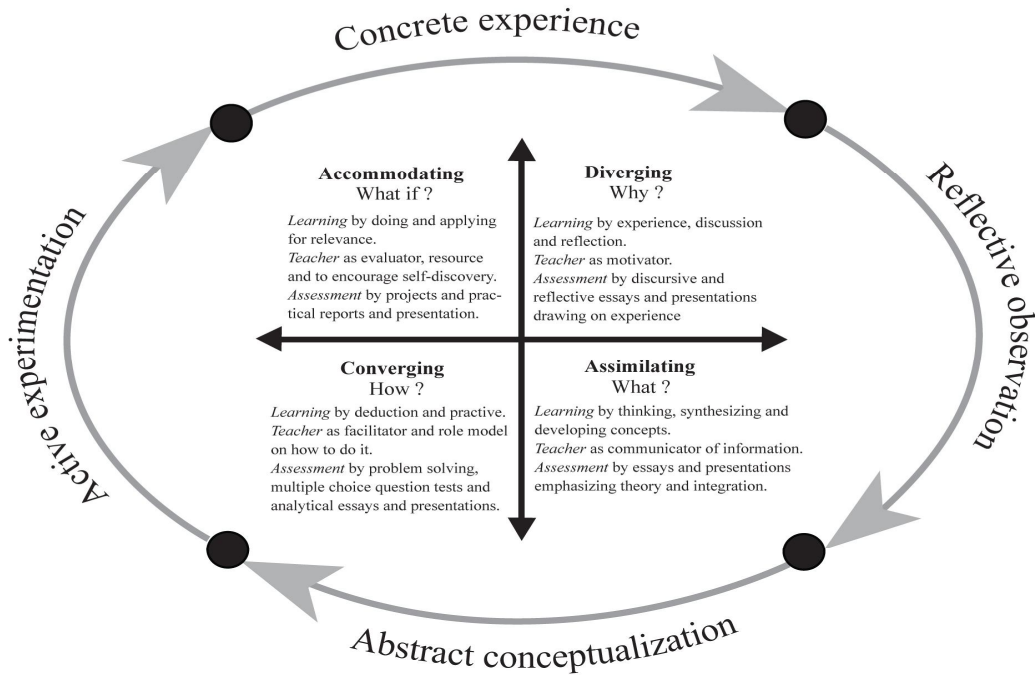 Concrete experience
Reflective observation
Abstract conceptualization
Active experimentation
Accommodating
What if ?
Learning by doing and applying
for relevance.
Teacher as evaluator, resource
and to encourage self-discovery.
Assessment by projects and prac-
tical reports and presentation.
Diverging
Why ?
Learning by experience, discussion
and reflection.
Teacher as motivator.
Assessment by discursive and
reflective essays and presentations
drawing on experience
Converging
How ?
Learning by deduction and practive.
Teacher as facilitator and role model
on how to do it.
Assessment by problem solving,
multiple choice question tests and
analytical essays and presentations.
Assimilating
What ?
Learning by thinking, synthesizing and
developing concepts.
Teacher as communicator of information.
Assessment by essays and presentations
emphasizing theory and integration.